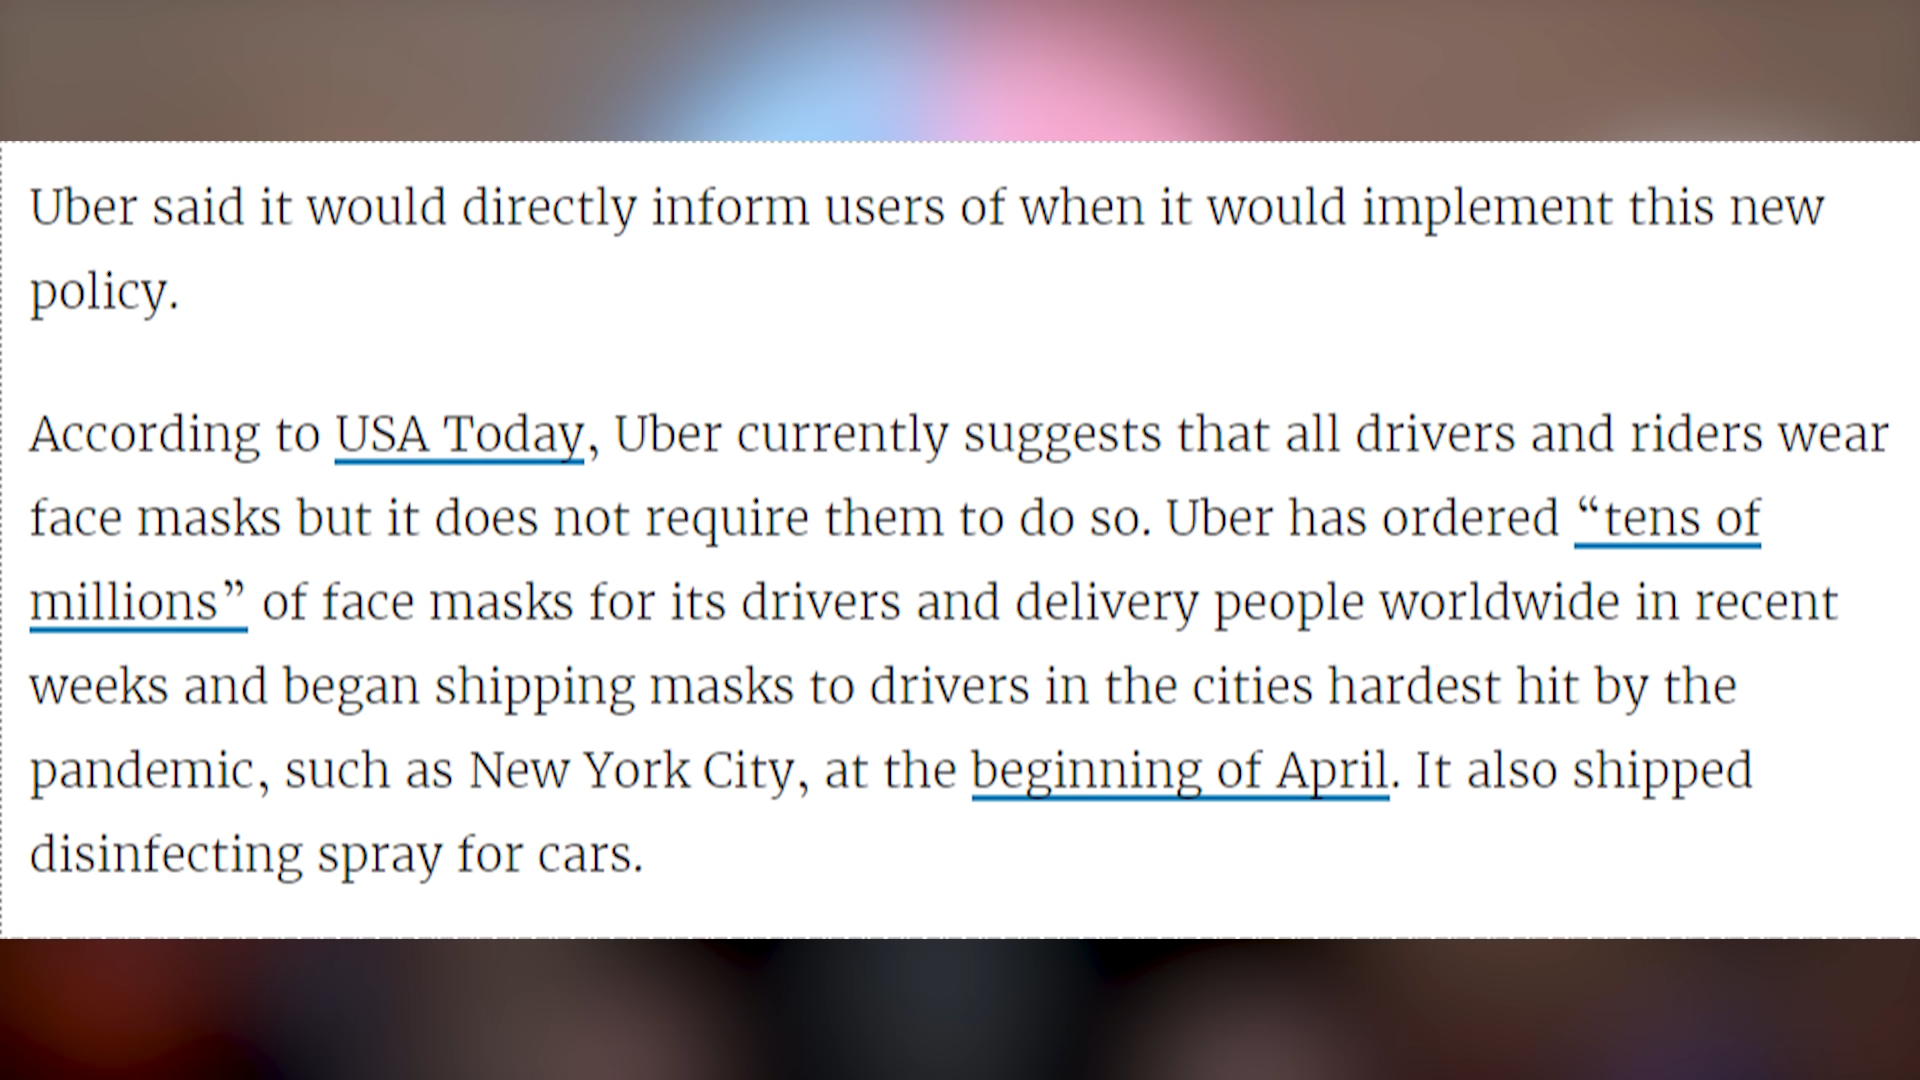 Uber said it would directly inform users of when it would implement this new
policy.
According to USA Today, Uber currently suggests that all drivers and riders wear
face masks but it does not require them to do so. Uber has ordered “tens of
millions” of face masks for its drivers and delivery people worldwide in recent
weeks and began shipping masks to drivers in the cities hardest hit by the
pandemic, such as New York City, at the beginning of April. It also shipped
disinfecting spray for cars.